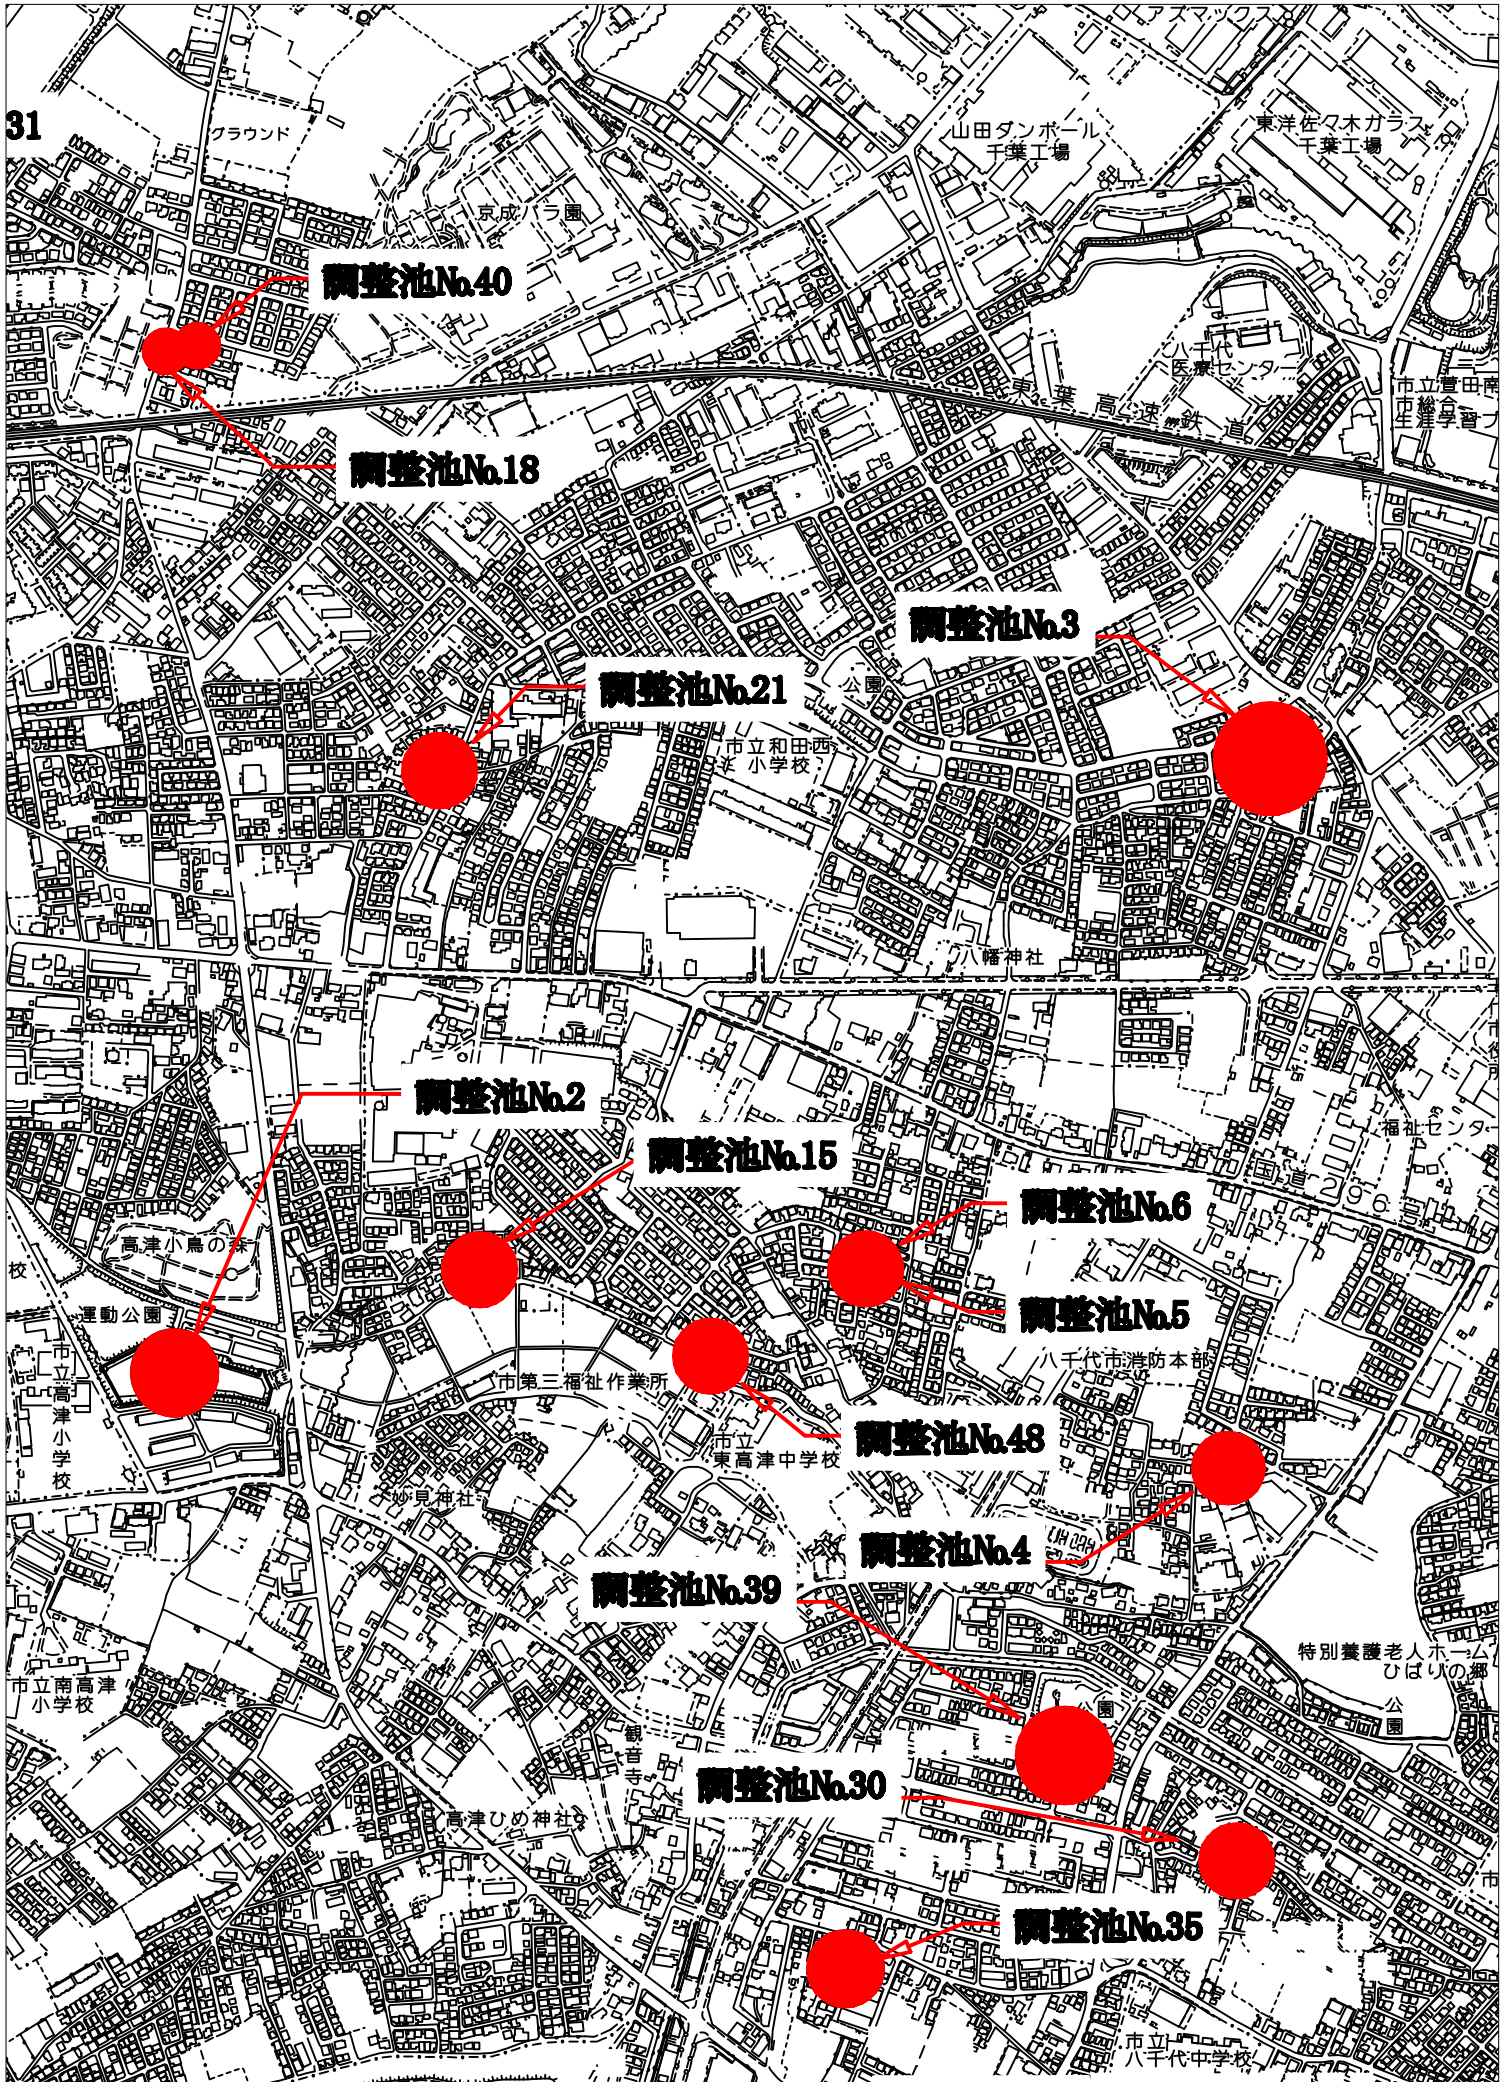 アズマックス
31
グラウンド
山田ダンボール
千葉工場
東洋佐々木ガラス
千葉工場
京成バラ園
調整池No.40
八千代
医療センター
東葉高速鉄道
市立萱田南
市総合
生涯学習プ
調整池No.18
調整池No.3
調整池No.21
公園
市立和田西
小学校
八幡神社
市役所
調整池No.2
福祉センター
調整池No.15
国道296号
調整池No.6
高津小鳥の森
校
運動公園
調整池No.5
市立高津小学校
八千代市消防本部
市第三福祉作業所
調整池No.48
市立
東高津中学校
妙見神社
調整池No.4
調整池No.39
特別養護老人ホーム
ひばりの郷
市立南高津
小学校
公園
公園
観音寺
調整池No.30
高津ひめ神社
市
調整池No.35
市立
八千代中学校